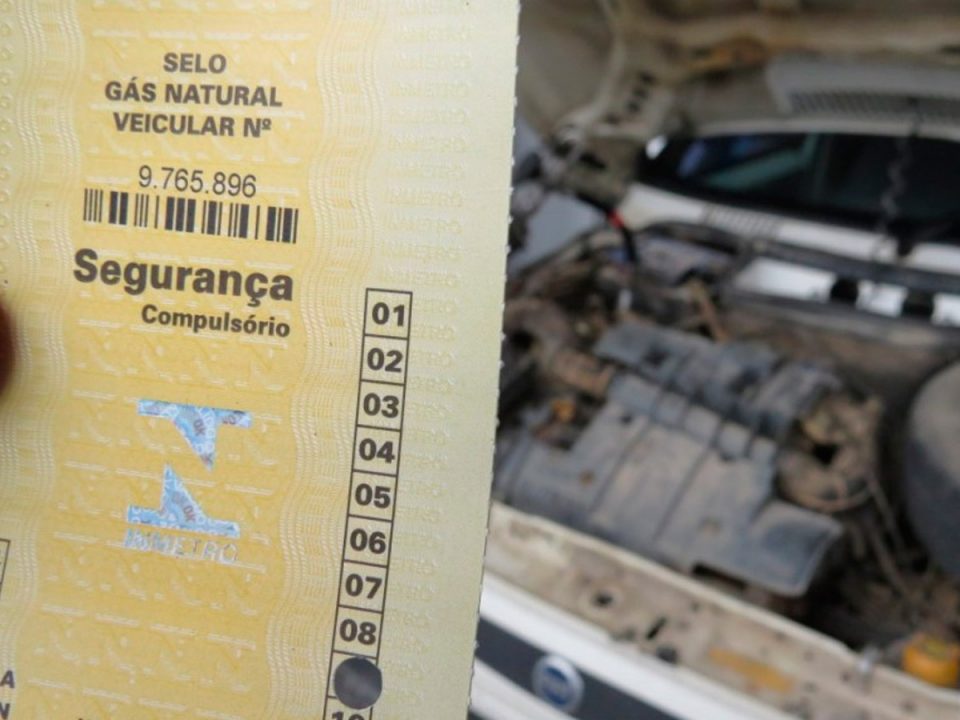 SELO
GÁS NATURAL
VEICULAR Nº
9.765.896
Segurança
Compulsório
01
02
03
04
05
06
07
08
10
INMETRO
A
N